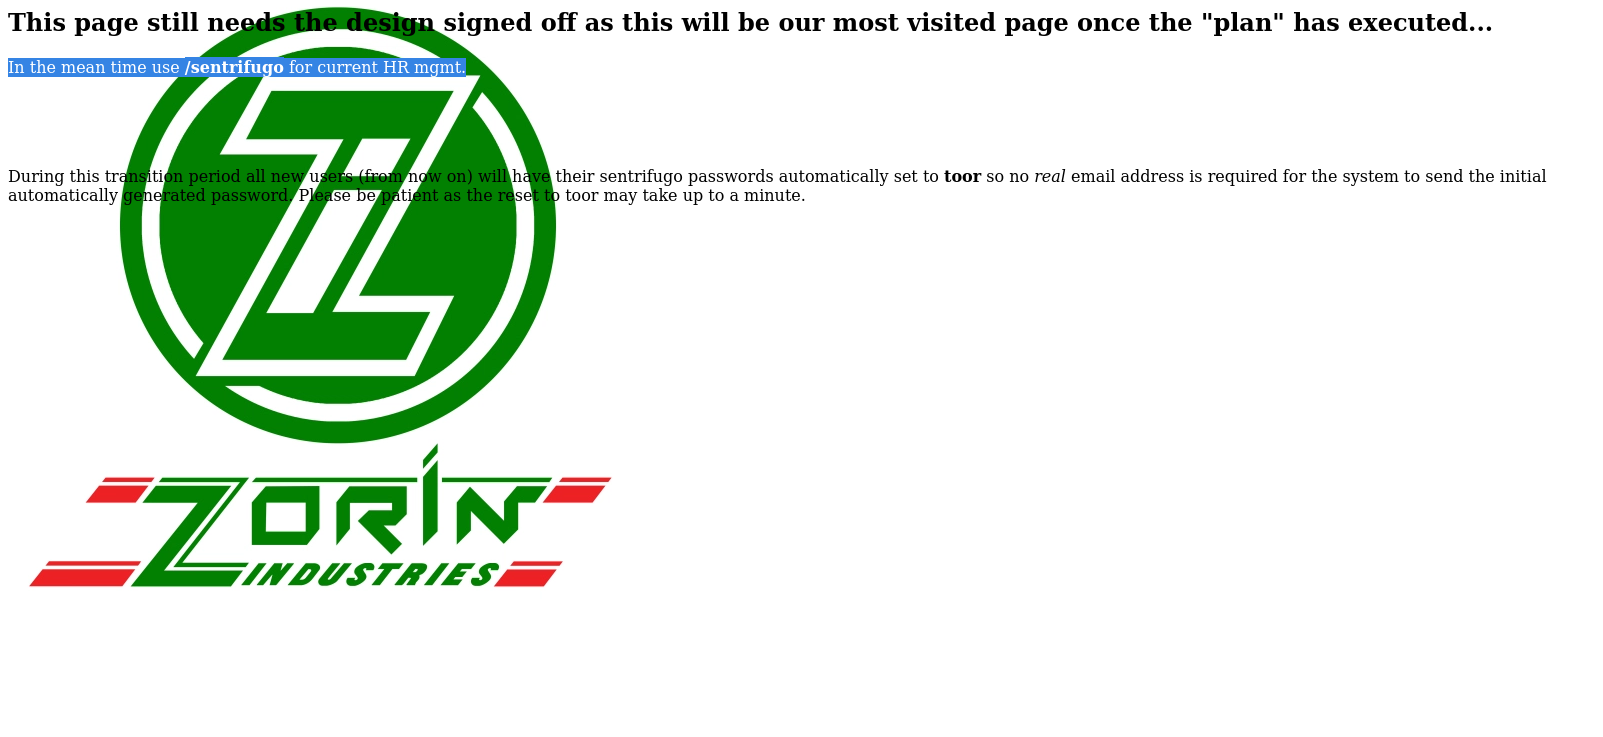 This page still needs the design signed off as this will be our most visited page once the "plan" has executed...
In the mean time use /sentrifugo for current HR mgmt.
During this transition period all new users (from now on) will have their sentrifugo passwords automatically set to toor so no real email address is required for the system to send the initial
automatically generated password. Please be patient as the reset to toor may take up to a minute.
ZORIN
INDUSTRIES